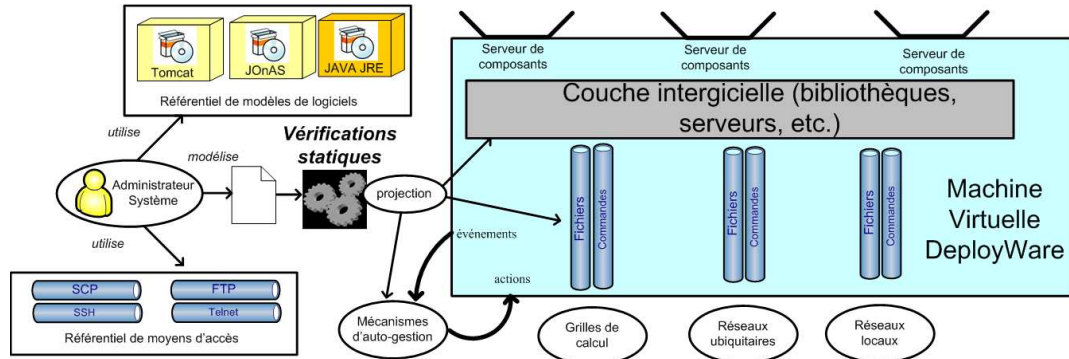 Tomcat
JOnAS
JAVA JRE
Référentiel de modèles de logiciels
utilise
Administrateur
Système
modélise
Vérifications
statiques
projection
utilise
SCP
FTP
SSH
Telnet
Référentiel de moyens d'accès
Serveur de
composants
Serveur de
composants
Serveur de
composants
Couche intergicielle (bibliothèques,
serveurs, etc.)
Fichiers
Commandes
Fichiers
Commandes
Fichiers
Commandes
Machine
Virtuelle
DeployWare
événements
actions
Mécanismes
d'auto-gestion
Grilles de
calcul
Réseaux
ubiquitaires
Réseaux
locaux